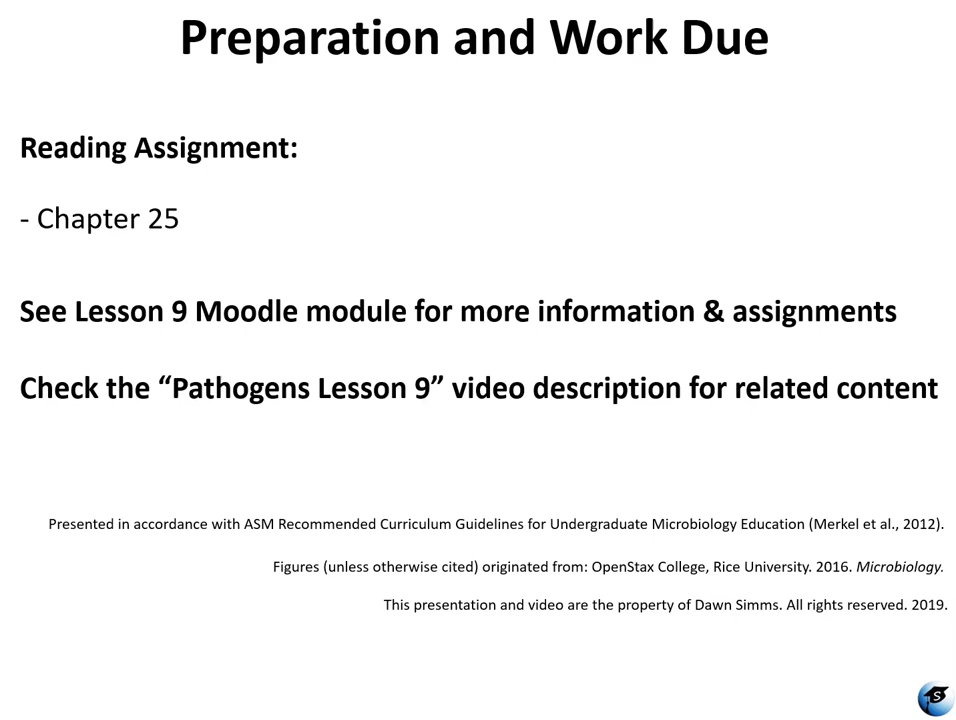 Preparation and Work Due
Reading Assignment:
- Chapter 25
See Lesson 9 Moodle module for more information & assignments
Check the “Pathogens Lesson 9” video description for related content
Presented in accordance with ASM Recommended Curriculum Guidelines for Undergraduate Microbiology Education (Merkel et al., 2012).
Figures (unless otherwise cited) originated from: OpenStax College, Rice University. 2016. Microbiology.
This presentation and video are the property of Dawn Simms. All rights reserved. 2019.
S